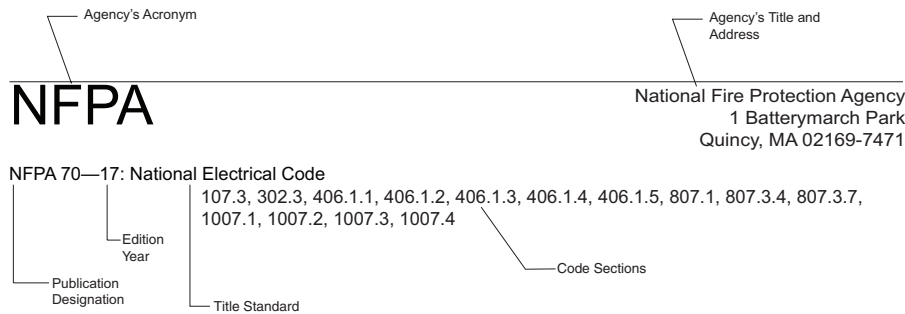 Agency’s Acronym
Agency’s Title and
Address
NFPA
National Fire Protection Agency
1 Batterymarch Park
Quincy, MA 02169-7471
NFPA 70—17: National Electrical Code
107.3, 302.3, 406.1.1, 406.1.2, 406.1.3, 406.1.4, 406.1.5, 807.1, 807.3.4, 807.3.7,
1007.1, 1007.2, 1007.3, 1007.4
Edition
Year
Code Sections
Publication
Designation
Title Standard